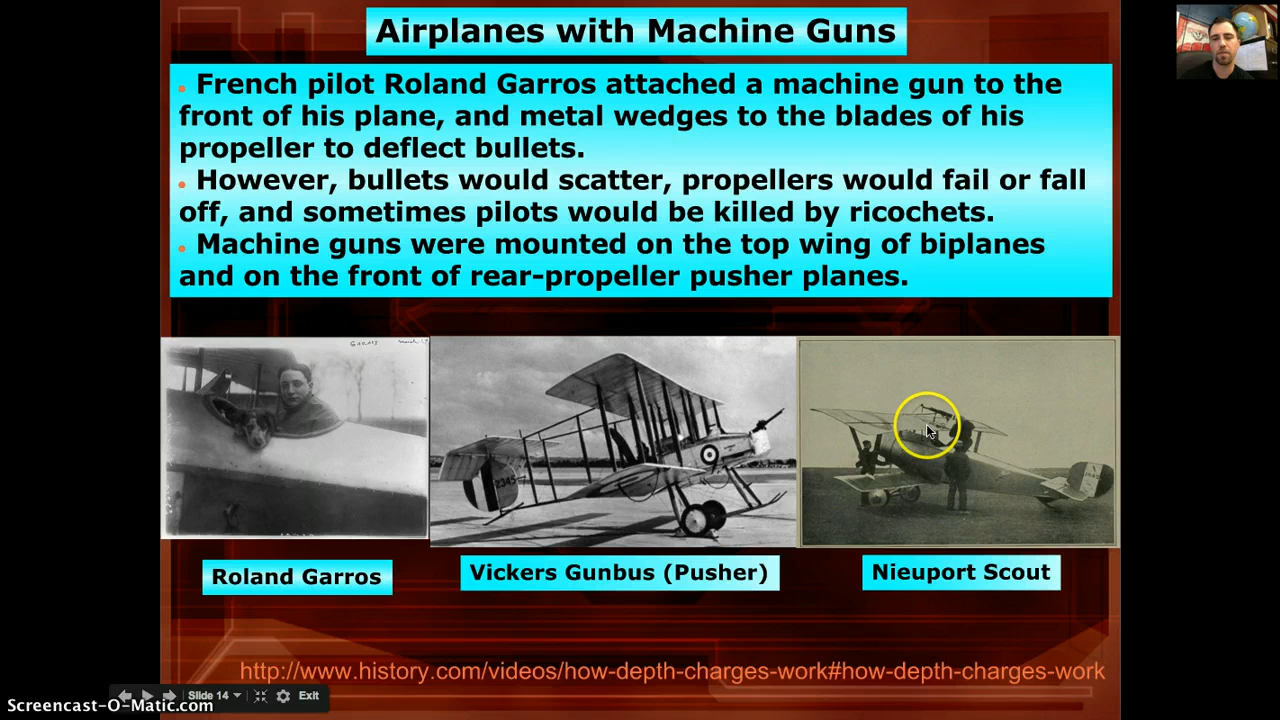 Airplanes with Machine Guns
• French pilot Roland Garros attached a machine gun to the
front of his plane, and metal wedges to the blades of his
propeller to deflect bullets.
• However, bullets would scatter, propellers would fail or fall
off, and sometimes pilots would be killed by ricochets.
• Machine guns were mounted on the top wing of biplanes
and on the front of rear-propeller pusher planes.
Roland Garros
Vickers Gunbus (Pusher)
Nieuport Scout
http://www.history.com/videos/how-depth-charges-work#how-depth-charges-work
Slide 14
Exit
Screencast-O-Matic.com